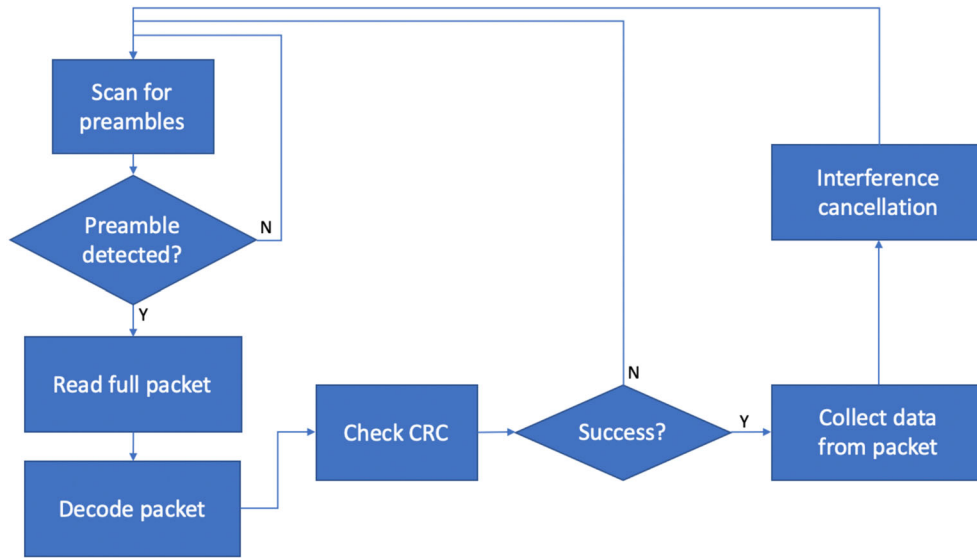 Scan for
preambles
Preamble
detected?
N
Y
Read full packet
Decode packet
Check CRC
Success?
N
Y
Collect data
from packet
Interference
cancellation